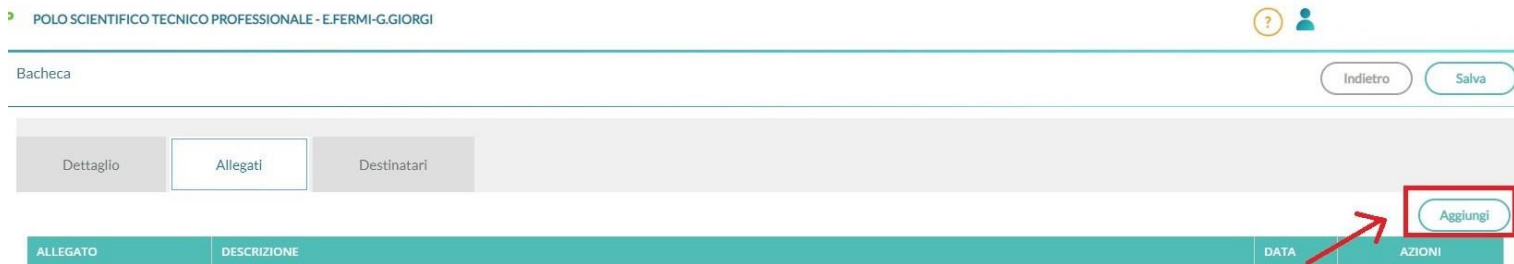 POLO SCIENTIFICO TECNICO PROFESSIONALE - E.FERMI-G.GIORGI
?
Bacheca
Indietro
Salva
Dettaglio
Allegati
Destinatari
Aggiungi
ALLEGATO
DESCRIZIONE
DATA
AZIONI